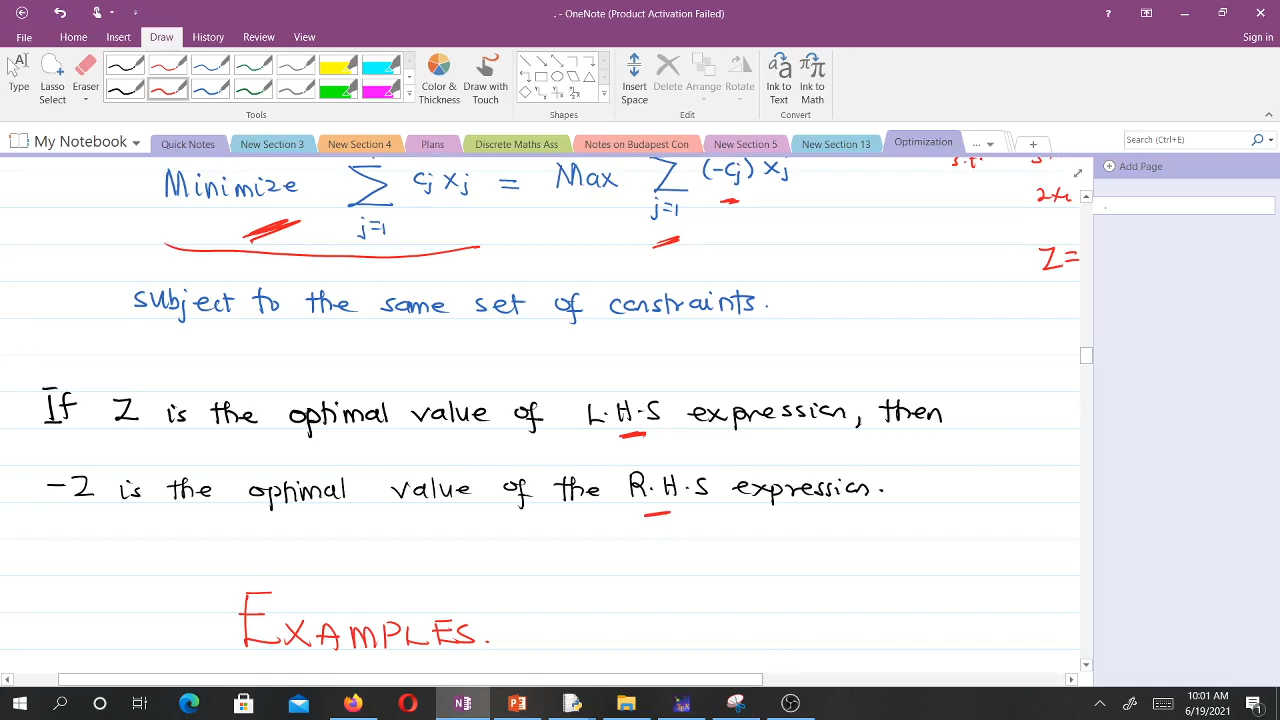 . - OneNote (Product Activation Failed)
File Home Insert Draw History Review View Sign in
Type Lasso Select Eraser Color & Thickness Draw with Touch Insert Space Delete Arrange Rotate Ink to Text Ink to Math
Tools Shapes Edit Convert
My Notebook Quick Notes New Section 3 New Section 4 Plans Discrete Maths Ass Notes on Budapest Con New Section 5 New Section 13 Optimization ... Search (Ctrl+E)
Add Page
Minimize ∑ cj xj = Max ∑ (-cj) xj
j=1 j=1
s.t.
Z=
subject to the same set of constraints.
If Z is the optimal value of L.H.S expression, then
-Z is the optimal value of the R.H.S expression.
EXAMPLES.
10:01 AM
6/19/2021